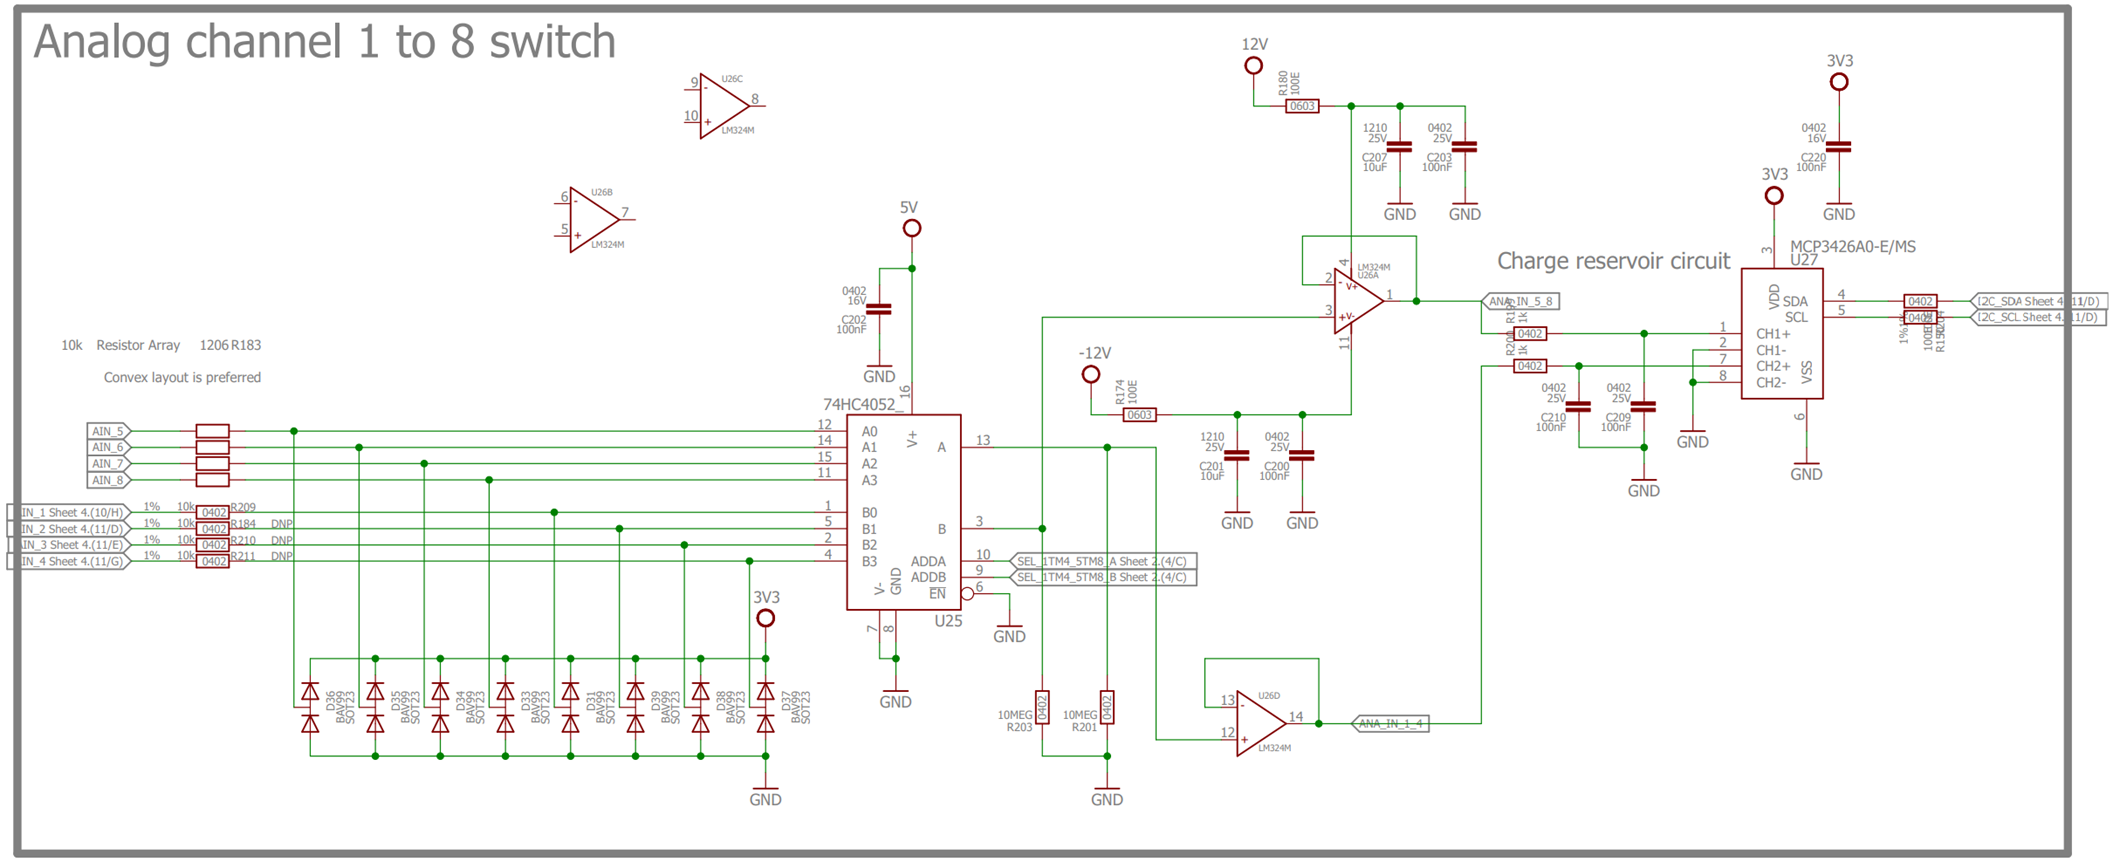 Analog channel 1 to 8 switch
9
10
-
+
8
U26C
LM324M
6
5
-
+
7
U26B
LM324M
10k Resistor Array 1206 R183
Convex layout is preferred
AIN_5
AIN_6
AIN_7
AIN_8
IN_1 Sheet 4.(10/H) 1% 10k 0402 R209
IN_2 Sheet 4.(11/D) 1% 10k 0402 R184 DNP
IN_3 Sheet 4.(11/E) 1% 10k 0402 R210 DNP
IN_4 Sheet 4.(11/G) 1% 10k 0402 R211 DNP
5V
0402
16V
C202
100nF
GND
16
74HC4052_
12 A0
14 A1
15 A2
11 A3
1 B0
5 B1
2 B2
4 B3
V+
A 13
B 3
ADDA 10
ADDB 9
EN 6
V-
GND
7
8
U25
GND
GND
SEL_1TM4_5TM8_A Sheet 2.(4/C)
SEL_1TM4_5TM8_B Sheet 2.(4/C)
3V3
D36
BAV99
SOT23
D35
BAV99
SOT23
D34
BAV99
SOT23
D33
BAV99
SOT23
D31
BAV99
SOT23
D39
BAV99
SOT23
D38
BAV99
SOT23
D37
BAV99
SOT23
GND
10MEG
R203
0402
10MEG
R201
0402
GND
12V
R180
100E
0603
1210
25V
C207
10uF
GND
0402
25V
C203
100nF
GND
-12V
R174
100E
0603
1210
25V
C201
10uF
GND
0402
25V
C200
100nF
GND
2
3
4
11
1
-
+
V+
V-
LM324M
U26A
13
12
-
+
14
U26D
LM324M
ANA_IN_5_8
ANA_IN_1_4
Charge reservoir circuit
1k
0402
R200
1k
0402
0402
25V
C210
100nF
0402
25V
C209
100nF
GND
3V3
0402
16V
C220
100nF
GND
3V3
3
MCP3426A0-E/MS
U27
VDD
SDA 4
SCL 5
1 CH1+
2 CH1-
7 CH2+
8 CH2-
VSS
6
GND
GND
0402
0402
I2C_SDA Sheet 4.(11/D)
I2C_SCL Sheet 4.(11/D)
1%